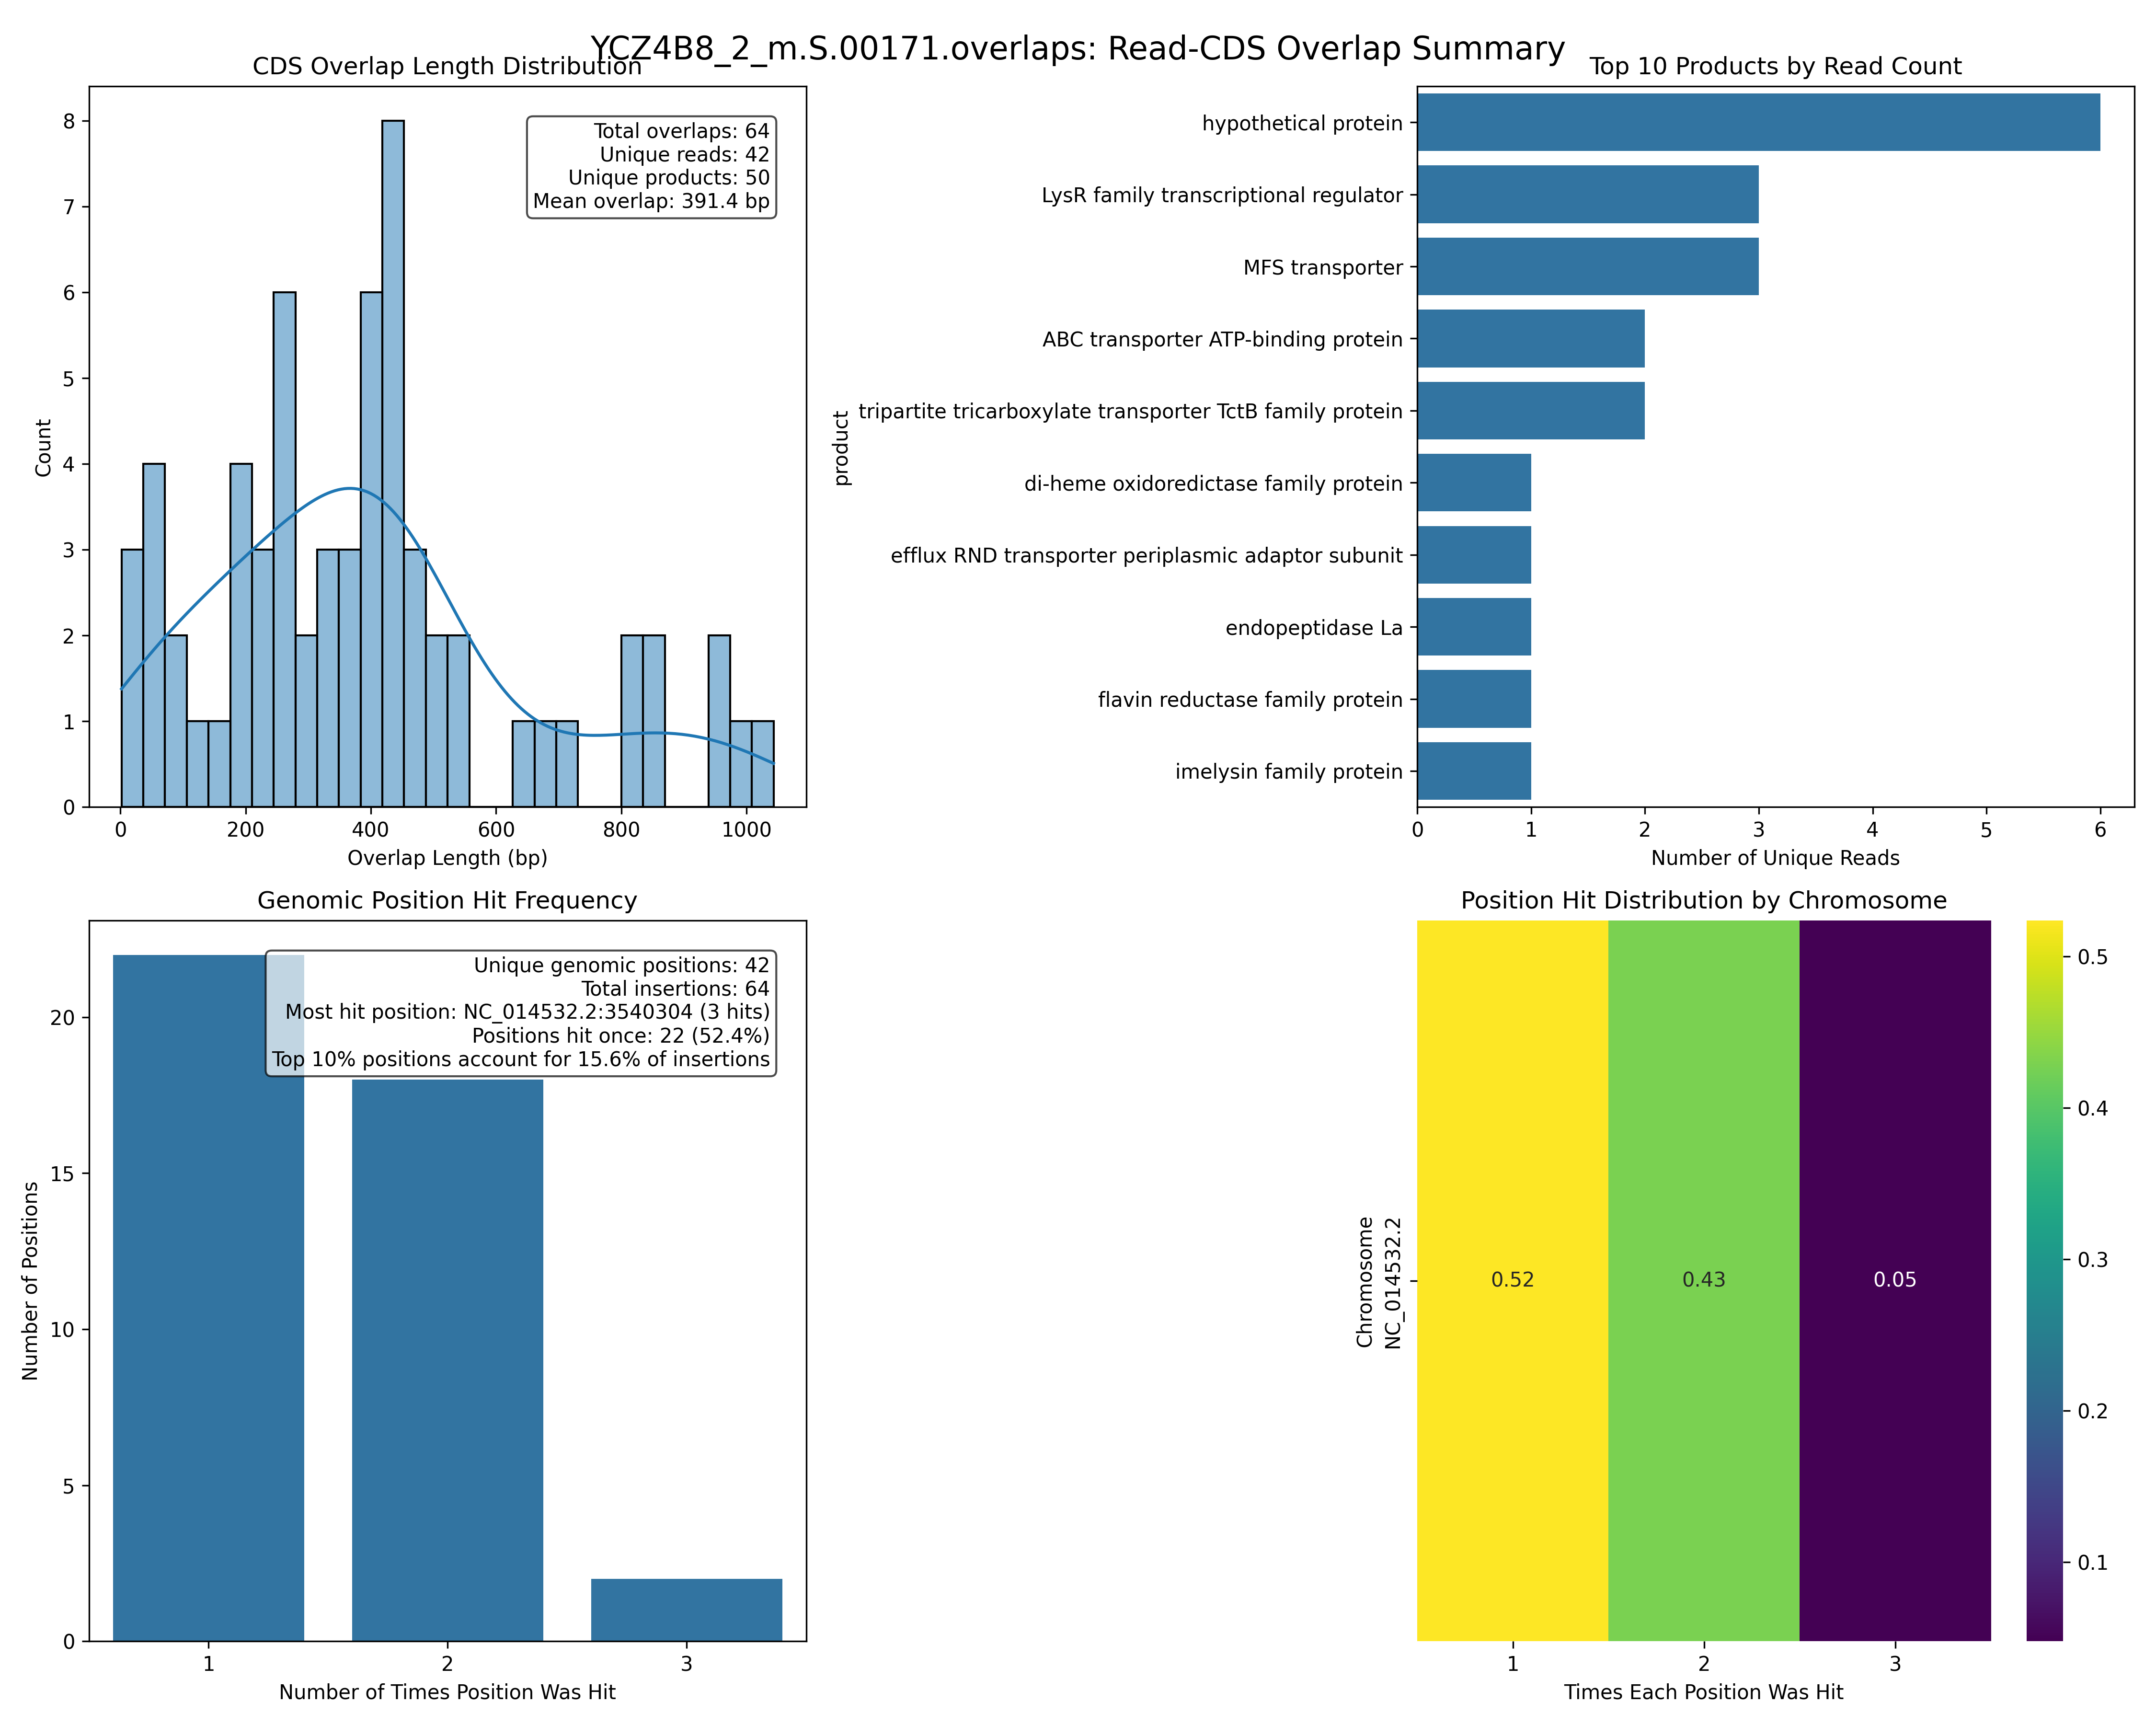 YCZ4B8_2_m.S.00171.overlaps: Read-CDS Overlap Summary
CDS Overlap Length Distribution
Total overlaps: 64
Unique reads: 42
Unique products: 50
Mean overlap: 391.4 bp
Count
8
7
6
5
4
3
2
1
0
0 200 400 600 800 1000
Overlap Length (bp)
Top 10 Products by Read Count
product
hypothetical protein
LysR family transcriptional regulator
MFS transporter
ABC transporter ATP-binding protein
tripartite tricarboxylate transporter TctB family protein
di-heme oxidoredictase family protein
efflux RND transporter periplasmic adaptor subunit
endopeptidase La
flavin reductase family protein
imelysin family protein
0 1 2 3 4 5 6
Number of Unique Reads
Genomic Position Hit Frequency
Unique genomic positions: 42
Total insertions: 64
Most hit position: NC_014532.2:3540304 (3 hits)
Positions hit once: 22 (52.4%)
Top 10% positions account for 15.6% of insertions
Number of Positions
20
15
10
5
0
1 2 3
Number of Times Position Was Hit
Position Hit Distribution by Chromosome
Chromosome
NC_014532.2
0.52 0.43 0.05
1 2 3
Times Each Position Was Hit
0.5
0.4
0.3
0.2
0.1